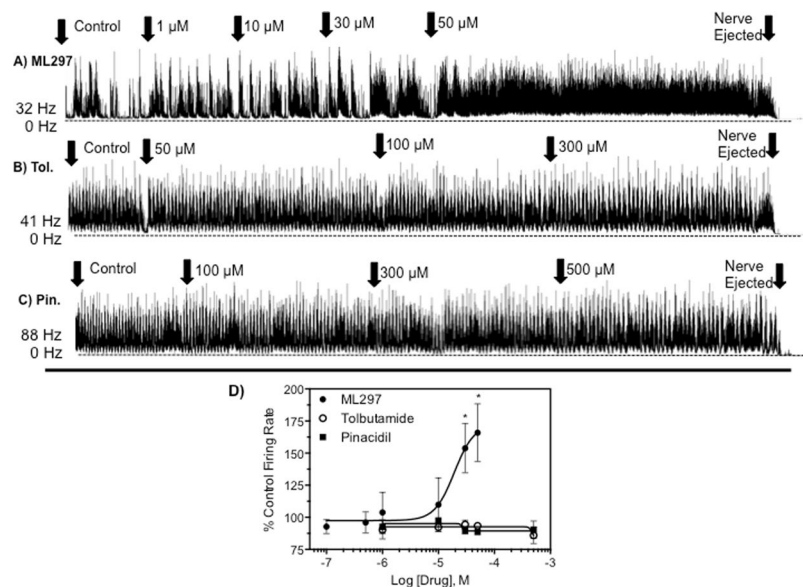 Control 1 µM 10 µM 30 µM 50 µM Nerve Ejected
A) ML297
32 Hz
0 Hz
Control 50 µM 100 µM 300 µM Nerve Ejected
B) Tol.
41 Hz
0 Hz
Control 100 µM 300 µM 500 µM Nerve Ejected
C) Pin.
88 Hz
0 Hz
D)
200
175
150
125
100
75
% Control Firing Rate
ML297
Tolbutamide
Pinacidil
* *
-7 -6 -5 -4 -3
Log [Drug], M